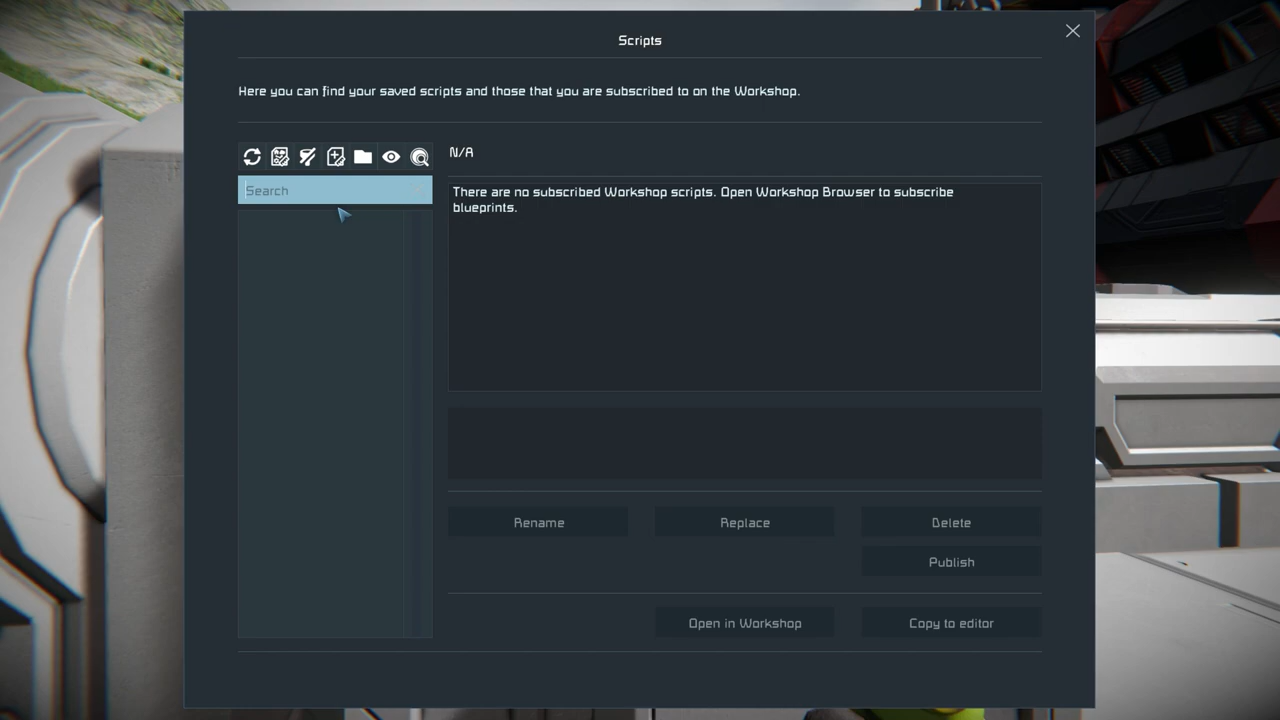 Scripts
Here you can find your saved scripts and those that you are subscribed to on the Workshop.
N/A
Search
There are no subscribed Workshop scripts. Open Workshop Browser to subscribe
blueprints.
Rename
Replace
Delete
Publish
Open in Workshop
Copy to editor